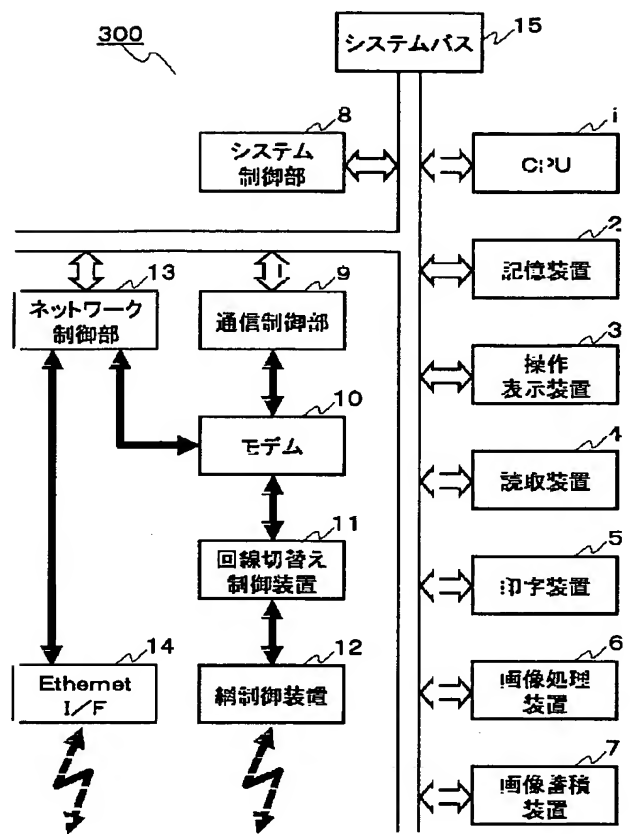 300
システムバス
15
8
システム
制御部
1
CPU
2
記憶装置
13
ネットワーク
制御部
9
通信制御部
3
操作
表示装置
10
モデム
4
読取装置
11
回線切替え
制御装置
5
印字装置
14
Ethernet
I/F
12
網制御装置
6
画像処理
装置
7
画像蓄積
装置